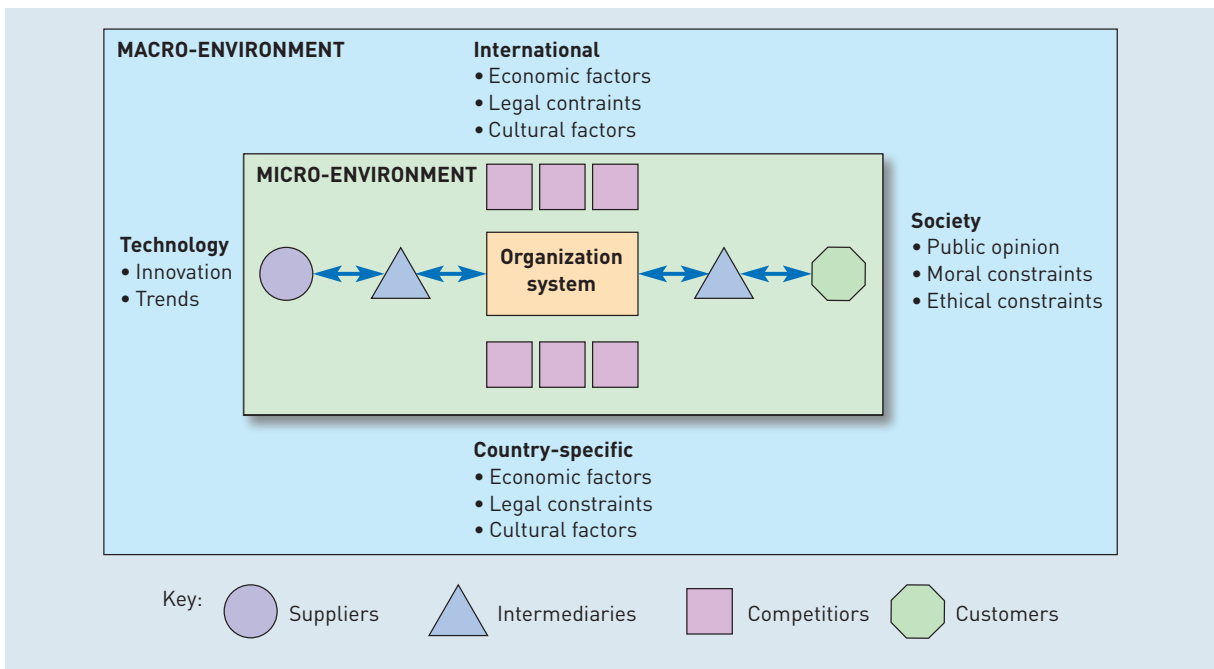 MACRO-ENVIRONMENT
International
• Economic factors
• Legal contraints
• Cultural factors
MICRO-ENVIRONMENT
Technology
• Innovation
• Trends
Organization
system
Society
• Public opinion
• Moral constraints
• Ethical constraints
Country-specific
• Economic factors
• Legal constraints
• Cultural factors
Key:
Suppliers
Intermediaries
Competitiors
Customers